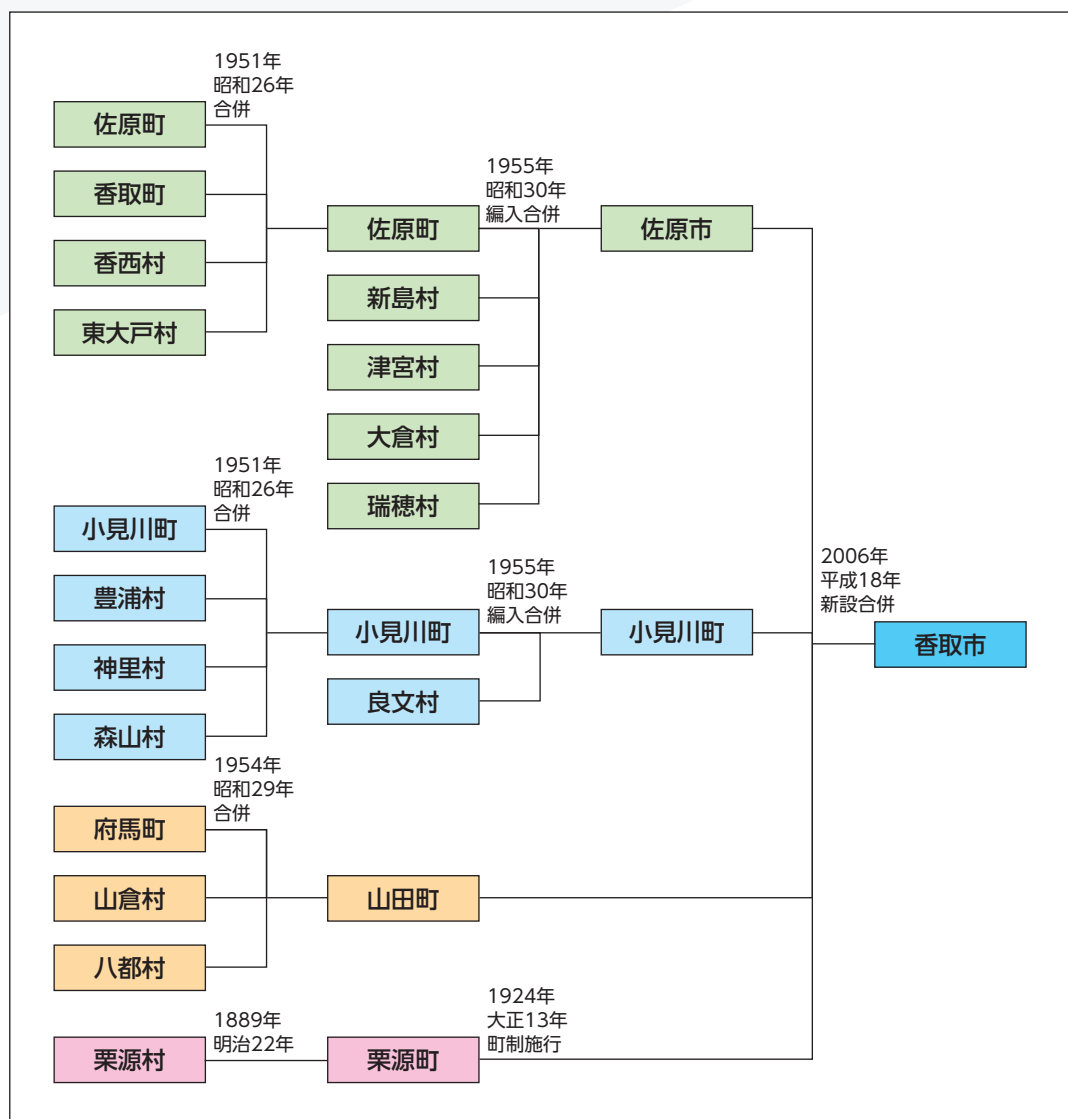 1951年
昭和26年
合併
佐原町
香取町
香西村
東大戸村
1955年
昭和30年
編入合併
佐原町
新島村
津宮村
大倉村
瑞穂村
佐原市
1951年
昭和26年
合併
小見川町
豊浦村
神里村
森山村
1955年
昭和30年
編入合併
小見川町
良文村
小見川町
1954年
昭和29年
合併
府馬町
山倉村
八都村
山田町
栗源村
1889年
明治22年
栗源町
1924年
大正13年
町制施行
2006年
平成18年
新設合併
香取市